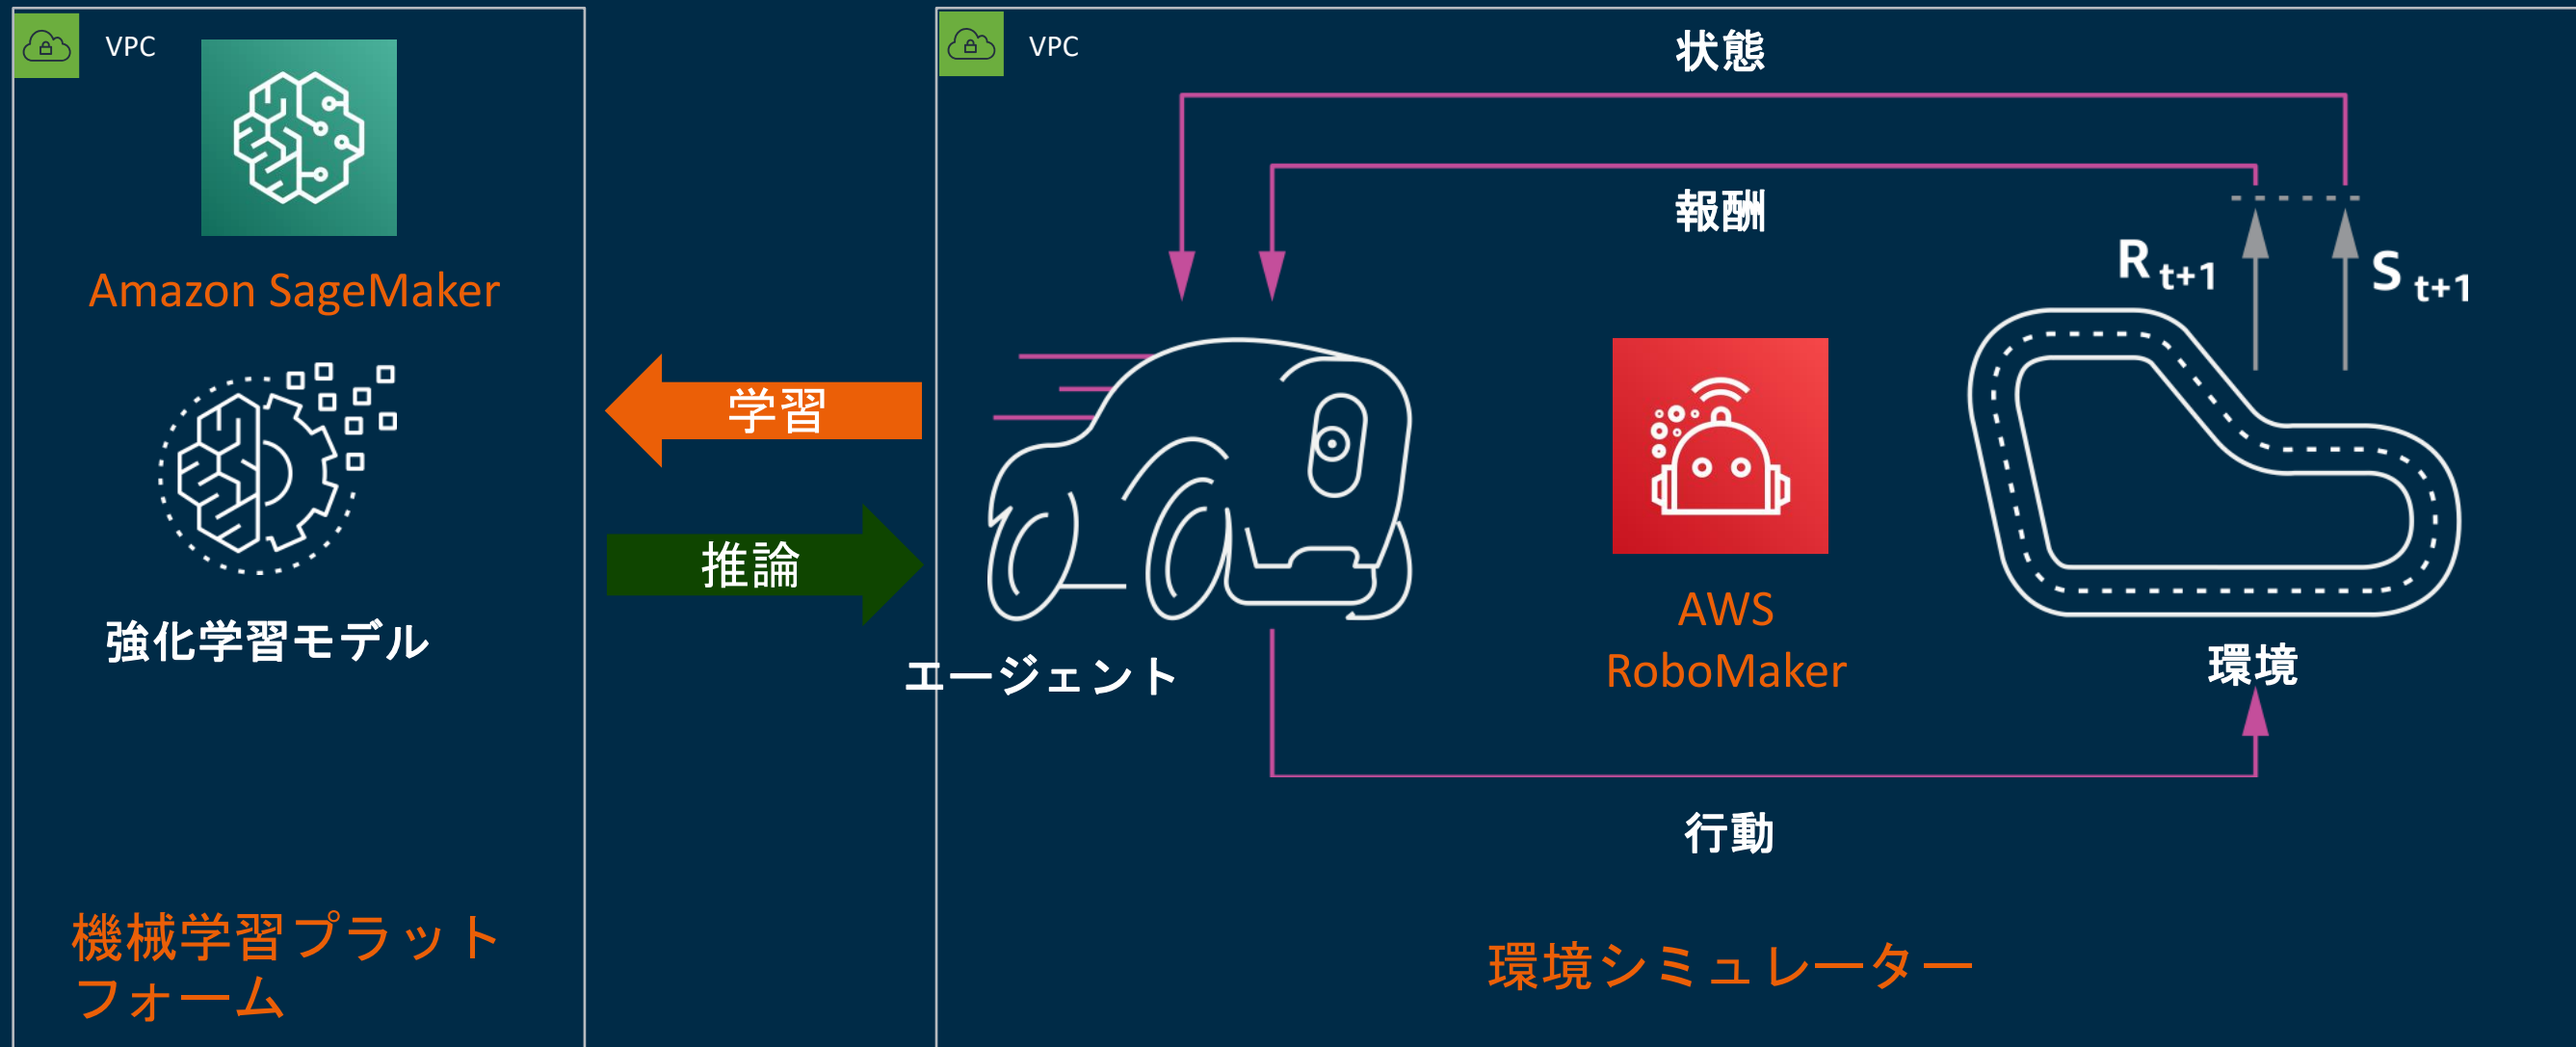 VPC
Amazon SageMaker
強化学習モデル
機械学習プラット
フォーム
学習
推論
VPC
状態
報酬
R t+1
S t+1
エージェント
AWS
RoboMaker
環境
行動
環境シミュレーター